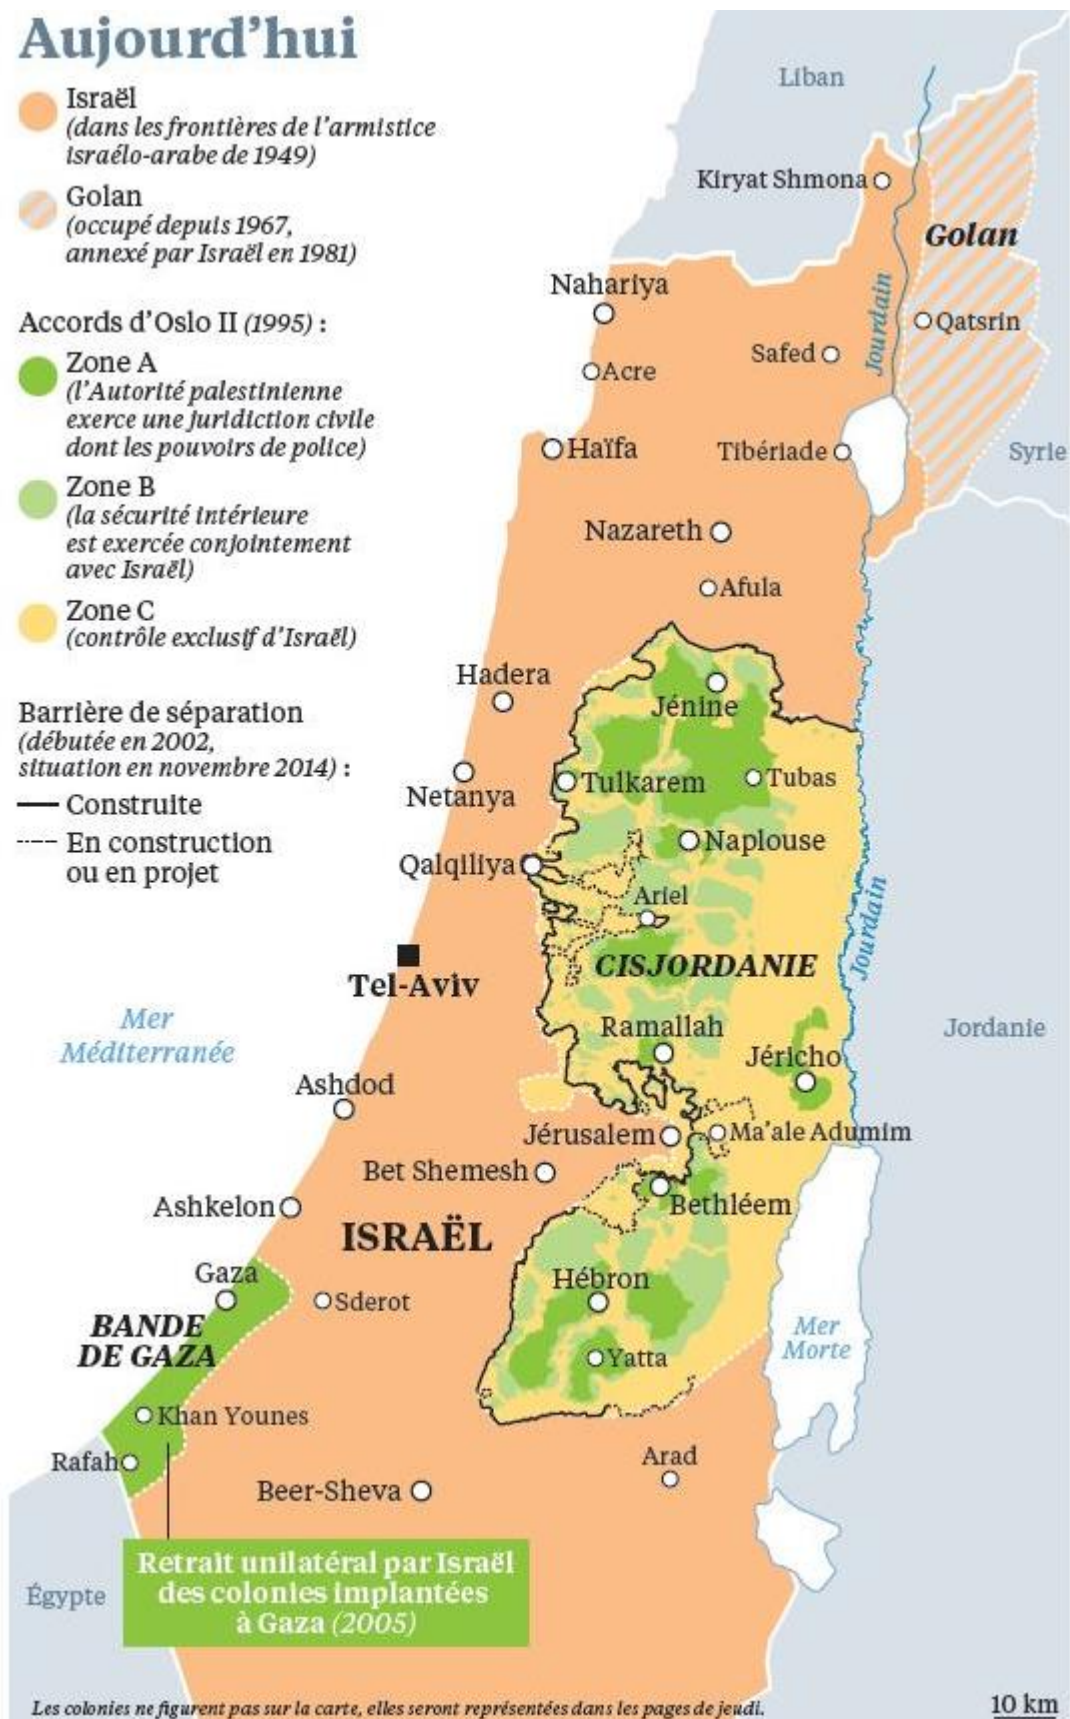 Aujourd’hui
Israël
(dans les frontières de l’armistice
israélo-arabe de 1949)
Golan
(occupé depuis 1967,
annexé par Israël en 1981)
Accords d’Oslo II (1995) :
Zone A
(l’Autorité palestinienne
exerce une juridiction civile
dont les pouvoirs de police)
Zone B
(la sécurité intérieure
est exercée conjointement
avec Israël)
Zone C
(contrôle exclusif d’Israël)
Barrière de séparation
(débutée en 2002,
situation en novembre 2014) :
Construite
En construction
ou en projet
Liban
Kiryat Shmona
Golan
Nahariya
Jourdain
Qatsrin
Safed
Acre
Haïfa
Tibériade
Syrie
Nazareth
Afula
Hadera
Jénine
Netanya
Tulkarem
Tubas
Naplouse
Qalqiliya
Ariel
Jourdain
CISJORDANIE
Tel-Aviv
Mer
Méditerranée
Ramallah
Jordanie
Jéricho
Ashdod
Jérusalem
Ma’ale Adumim
Bet Shemesh
Ashkelon
Bethléem
ISRAËL
Gaza
Hébron
Sderot
BANDE
DE GAZA
Mer
Morte
Yatta
Khan Younes
Rafah
Arad
Beer-Sheva
Retrait unilatéral par Israël
des colonies implantées
à Gaza (2005)
Égypte
Les colonies ne figurent pas sur la carte, elles seront représentées dans les pages de jeudi.
10 km